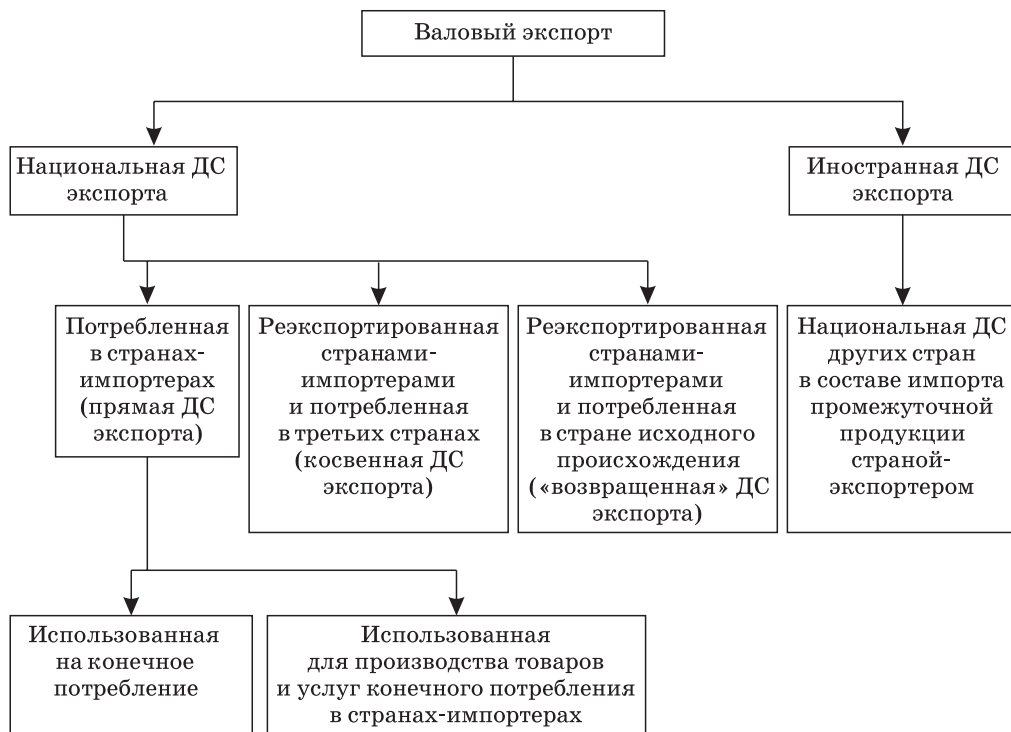 Валовый экспорт
Национальная ДС
экспорта
Иностранная ДС
экспорта
Потребленная
в странах-
импортерах
(прямая ДС
экспорта)
Реэкспортированная
странами-
импортерами
и потребленная
в третьих странах
(косвенная ДС
экспорта)
Реэкспортированная
странами-
импортерами
и потребленная
в стране исходного
происхождения
(«возвращенная» ДС
экспорта)
Национальная ДС
других стран
в составе импорта
промежуточной
продукции
страной-
экспортером
Использованная
на конечное
потребление
Использованная
для производства товаров
и услуг конечного потребления
в странах-импортерах